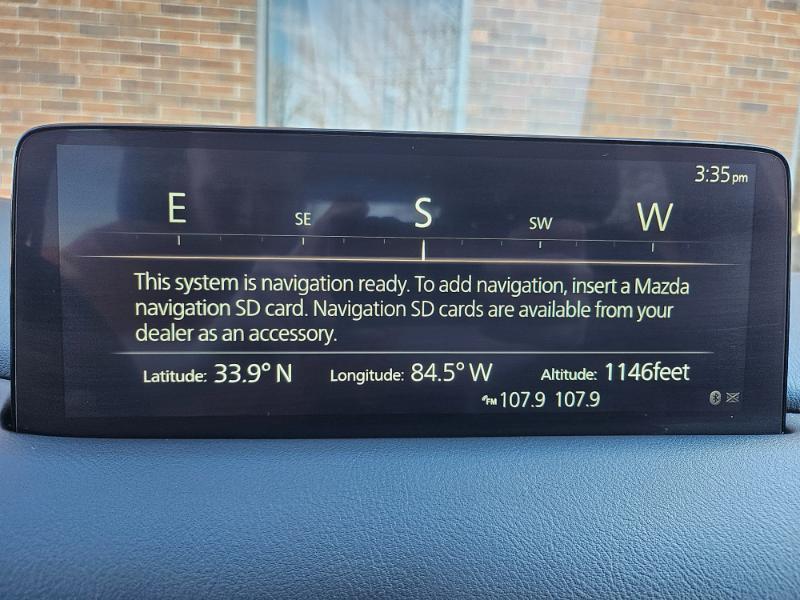 3:35 pm
E SE S SW W
This system is navigation ready. To add navigation, insert a Mazda
navigation SD card. Navigation SD cards are available from your
dealer as an accessory.
Latitude: 33.9° N Longitude: 84.5° W Altitude: 1146feet
FM 107.9 107.9